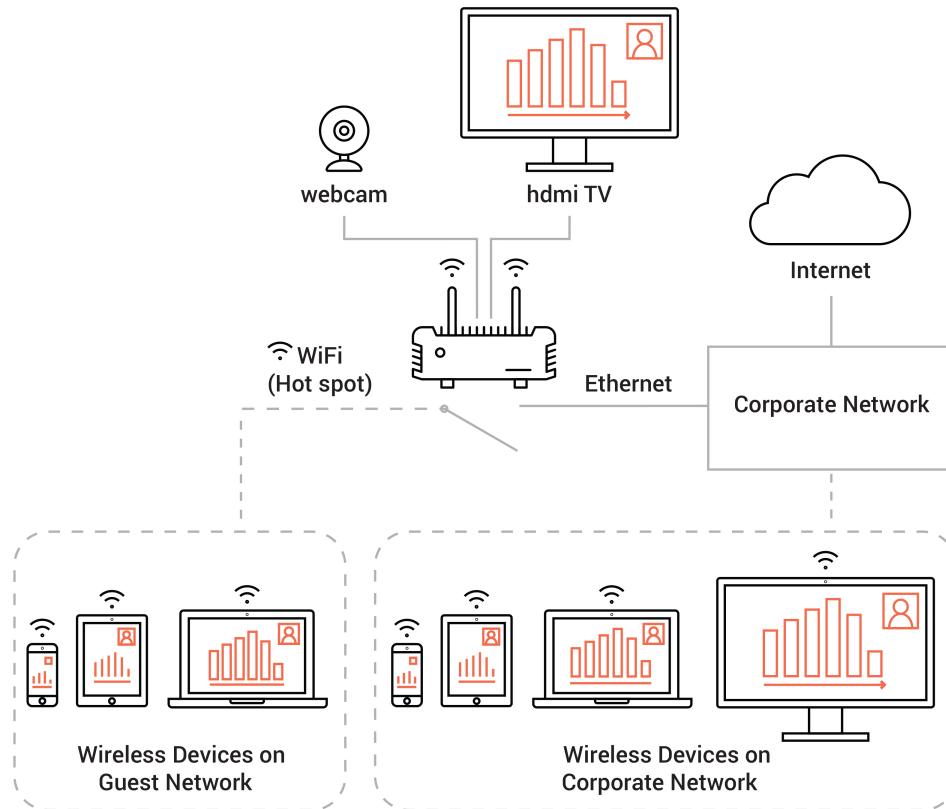 webcam
hdmi TV
Internet
WiFi
(Hot spot)
Ethernet
Corporate Network
Wireless Devices on
Guest Network
Wireless Devices on
Corporate Network